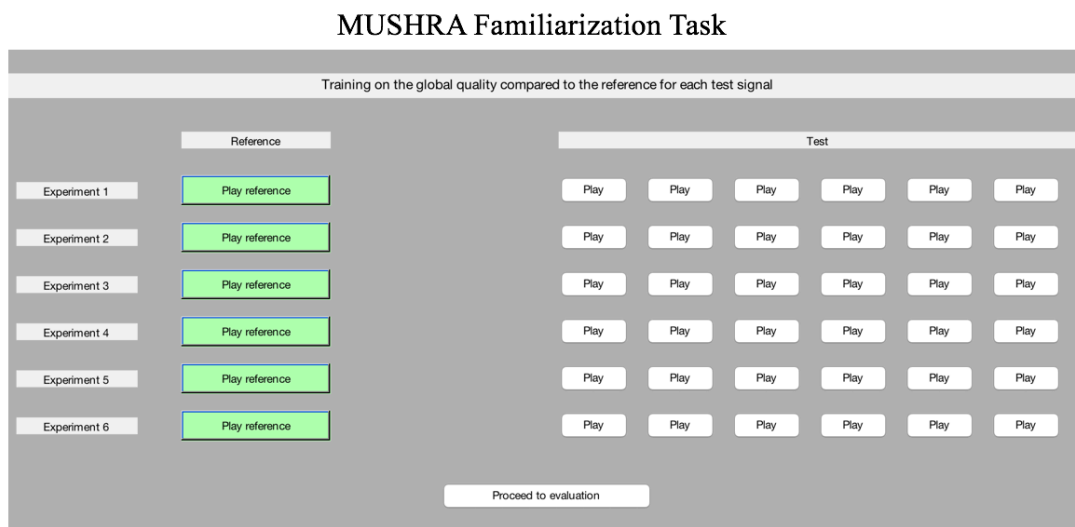 MUSHRA Familiarization Task
Training on the global quality compared to the reference for each test signal
Reference Test
Experiment 1 Play reference Play Play Play Play Play Play
Experiment 2 Play reference Play Play Play Play Play Play
Experiment 3 Play reference Play Play Play Play Play Play
Experiment 4 Play reference Play Play Play Play Play Play
Experiment 5 Play reference Play Play Play Play Play Play
Experiment 6 Play reference Play Play Play Play Play Play
Proceed to evaluation